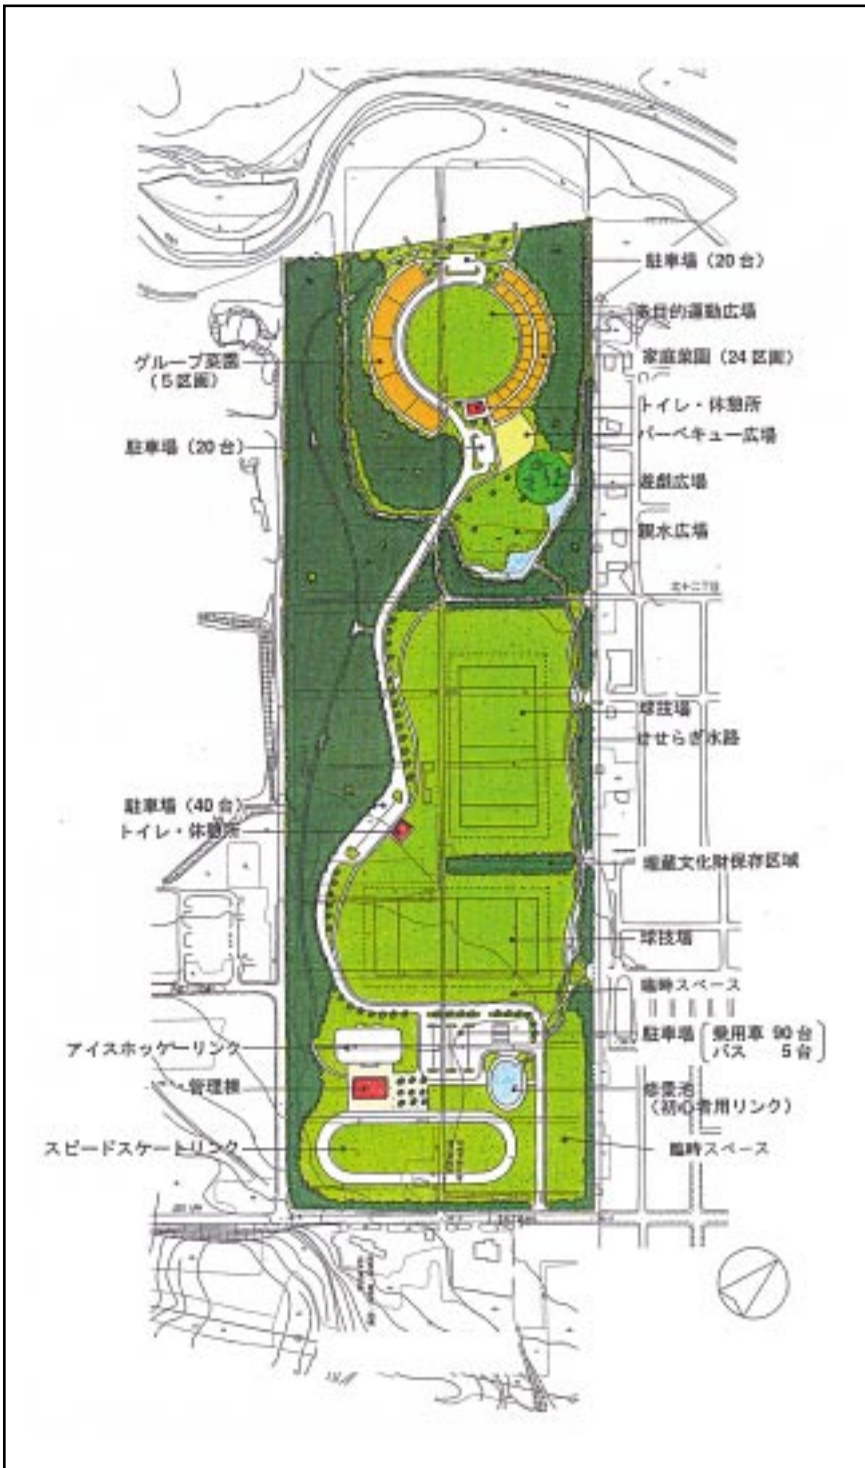 駐車場（20台）
多目的運動広場
グループ菜園
（5区画）
家庭菜園（24区画）
トイレ・休憩所
バーベキュー広場
駐車場（20台）
遊戯広場
親水広場
球技場
せせらぎ水路
駐車場（40台）
トイレ・休憩所
埋蔵文化財保存区域
球技場
臨時スペース
駐車場 乗用車 90台
バス 5台
アイスホッケーリンク
管理棟
修景池
（初心者用リンク）
スピードスケートリンク
臨時スペース